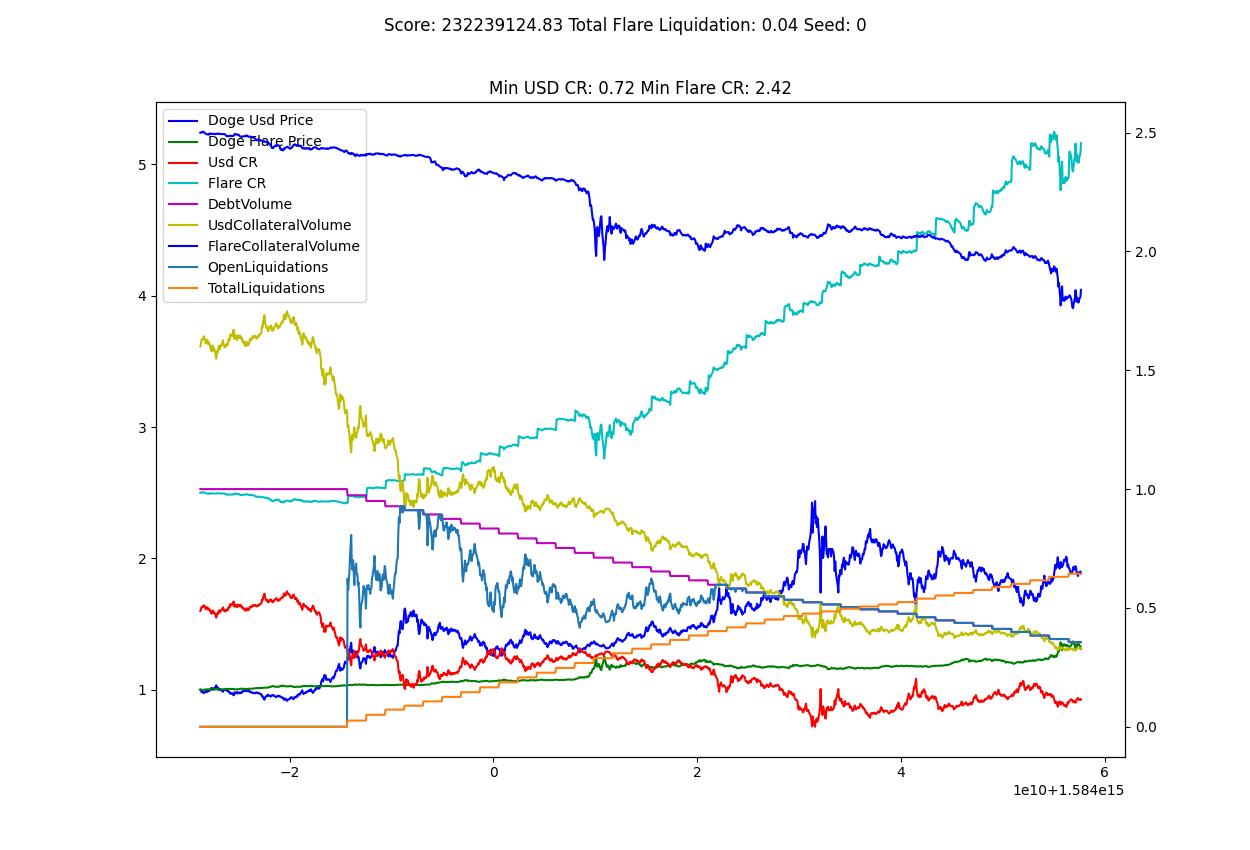 Score: 232239124.83 Total Flare Liquidation: 0.04 Seed: 0
Min USD CR: 0.72 Min Flare CR: 2.42
Doge Usd Price
Doge Flare Price
Usd CR
Flare CR
DebtVolume
UsdCollateralVolume
FlareCollateralVolume
OpenLiquidations
TotalLiquidations
5
4
3
2
1
2.5
2.0
1.5
1.0
0.5
0.0
−2 0 2 4 6
1e10+1.584e15